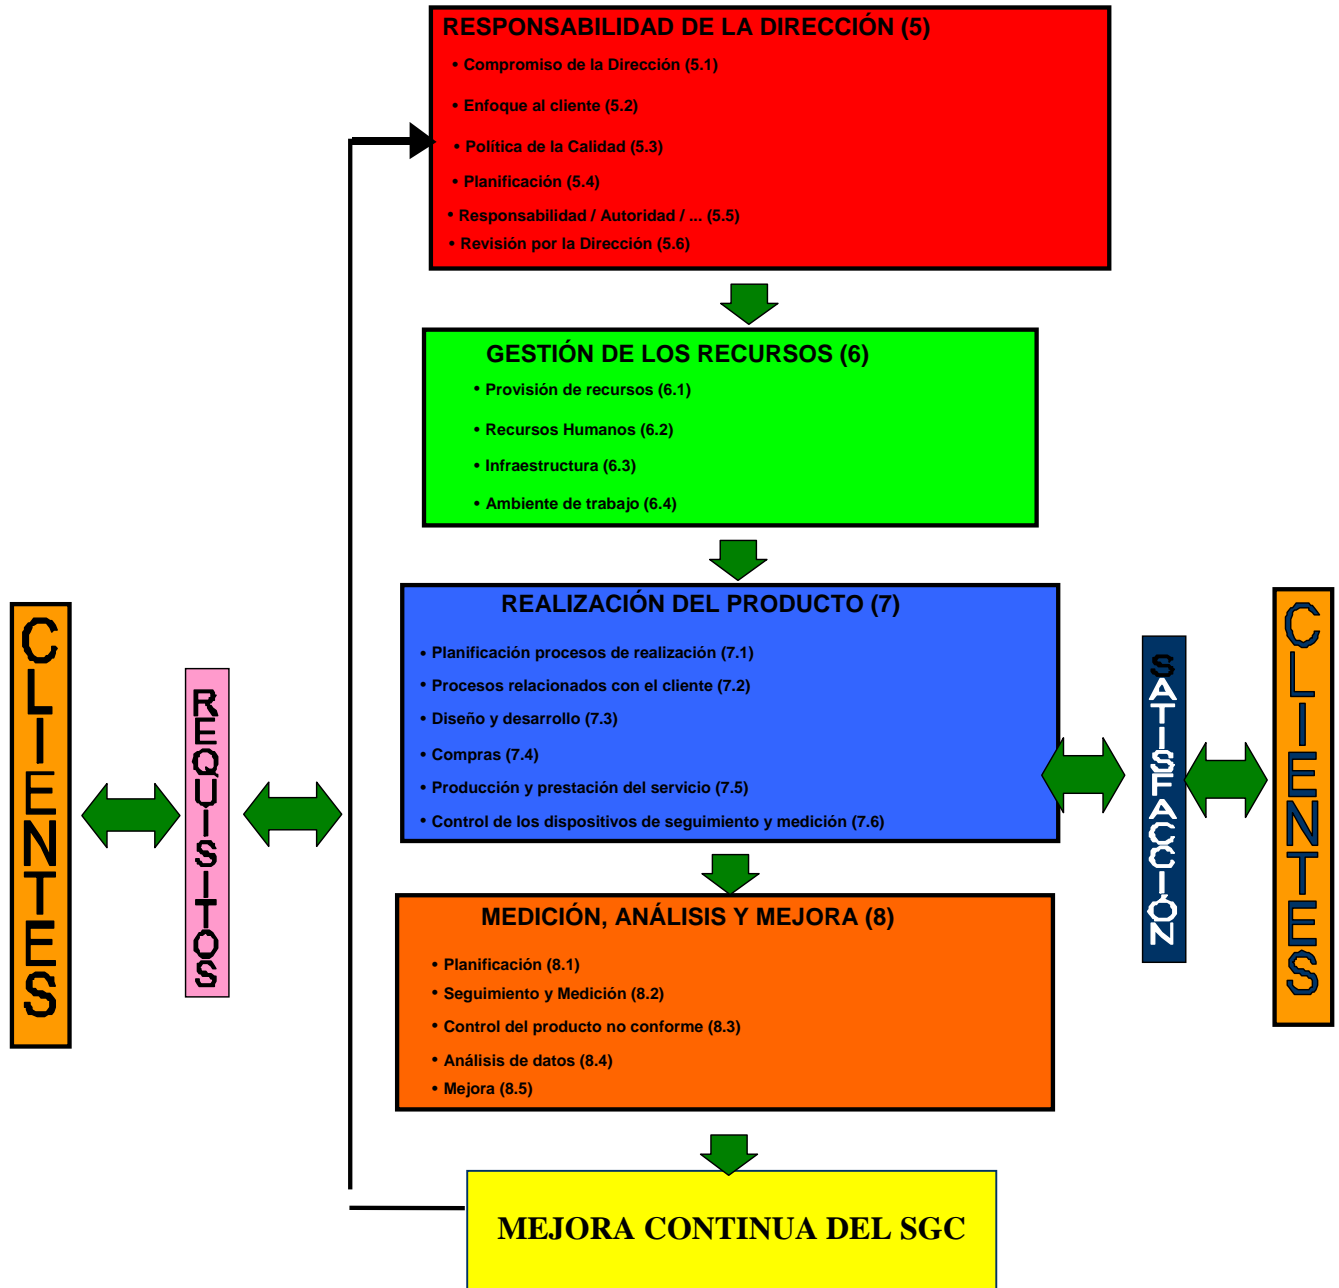 RESPONSABILIDAD DE LA DIRECCIÓN (5)
• Compromiso de la Dirección (5.1)
• Enfoque al cliente (5.2)
• Política de la Calidad (5.3)
• Planificación (5.4)
• Responsabilidad / Autoridad / ... (5.5)
• Revisión por la Dirección (5.6)
GESTIÓN DE LOS RECURSOS (6)
• Provisión de recursos (6.1)
• Recursos Humanos (6.2)
• Infraestructura (6.3)
• Ambiente de trabajo (6.4)
CLIENTES
REQUISITOS
REALIZACIÓN DEL PRODUCTO (7)
• Planificación procesos de realización (7.1)
• Procesos relacionados con el cliente (7.2)
• Diseño y desarrollo (7.3)
• Compras (7.4)
• Producción y prestación del servicio (7.5)
• Control de los dispositivos de seguimiento y medición (7.6)
SATISFACCIÓN
CLIENTES
MEDICIÓN, ANÁLISIS Y MEJORA (8)
• Planificación (8.1)
• Seguimiento y Medición (8.2)
• Control del producto no conforme (8.3)
• Análisis de datos (8.4)
• Mejora (8.5)
MEJORA CONTINUA DEL SGC